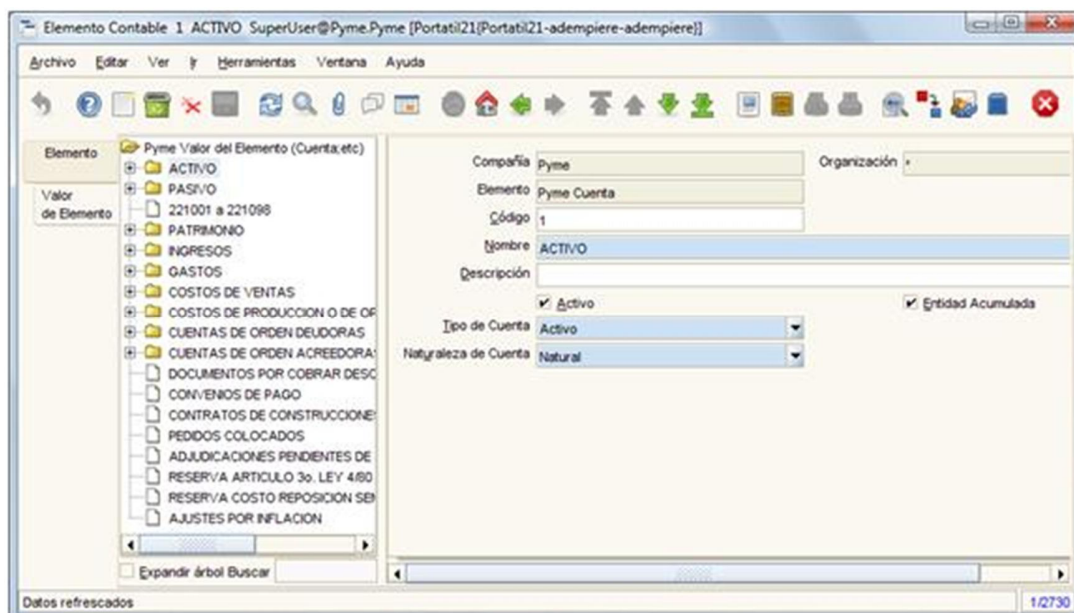 Elemento Contable 1 ACTIVO SuperUser@Pyme.Pyme [Portatil21{Portatil21-adempiere-adempiere}]
Archivo Editar Ver Ir Herramientas Ventana Ayuda
Elemento
Valor
de Elemento
Pyme Valor del Elemento (Cuenta;etc)
ACTIVO
PASIVO
221001 a 221098
PATRIMONIO
INGRESOS
GASTOS
COSTOS DE VENTAS
COSTOS DE PRODUCCION O DE OP
CUENTAS DE ORDEN DEUDORAS
CUENTAS DE ORDEN ACREEDORAS
DOCUMENTOS POR COBRAR DESC
CONVENIOS DE PAGO
CONTRATOS DE CONSTRUCCIONES
PEDIDOS COLOCADOS
ADJUDICACIONES PENDIENTES DE
RESERVA ARTICULO 3o. LEY 4/80
RESERVA COSTO REPOSICION SEM
AJUSTES POR INFLACION
Expandir árbol Buscar
Compañía Pyme Organización *
Elemento Pyme Cuenta
Código 1
Nombre ACTIVO
Descripción
Activo Entidad Acumulada
Tipo de Cuenta Activo
Naturaleza de Cuenta Natural
Datos refrescados 1/2730